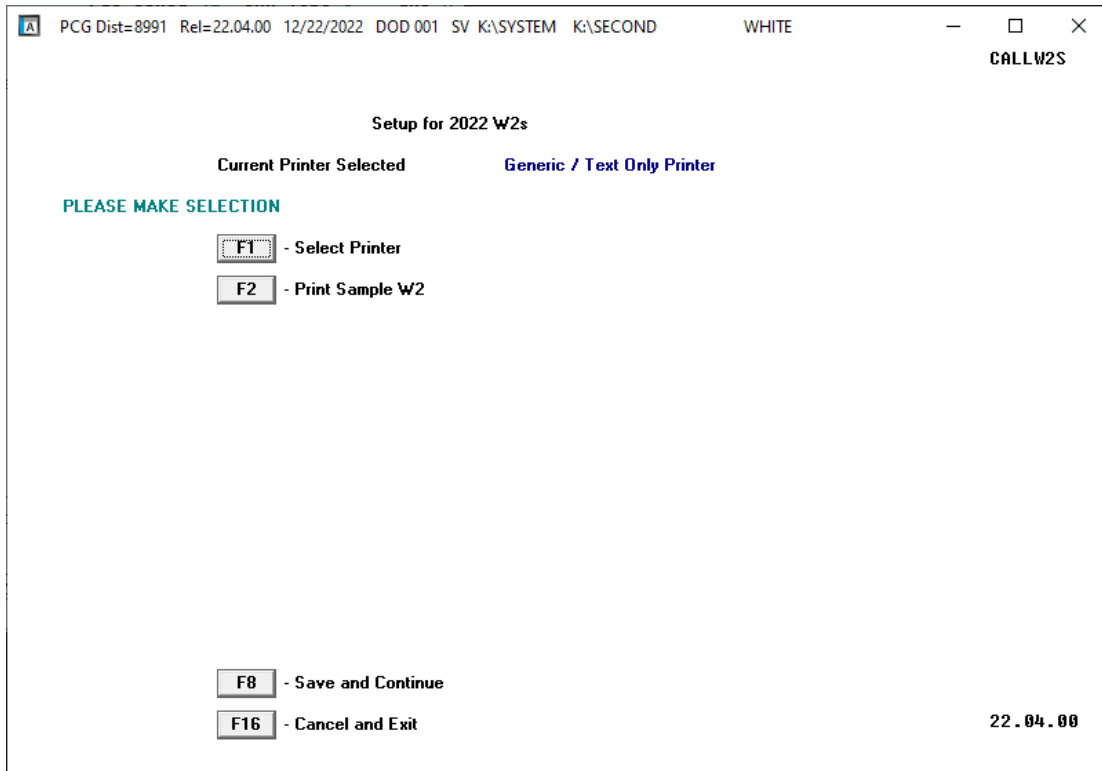 A PCG Dist=8991 Rel=22.04.00 12/22/2022 DOD 001 SV K:\SYSTEM K:\SECOND WHITE
CALLW2S
Setup for 2022 W2s
Current Printer Selected Generic / Text Only Printer
PLEASE MAKE SELECTION
F1 - Select Printer
F2 - Print Sample W2
F8 - Save and Continue
F16 - Cancel and Exit
22.04.00